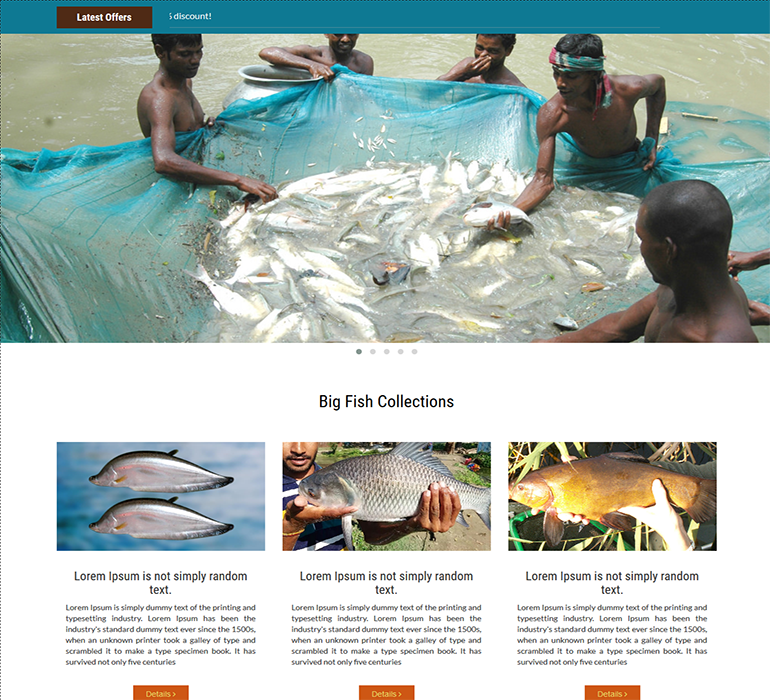 Latest Offers
% discount!
Big Fish Collections
Lorem Ipsum is not simply random
text.
Lorem Ipsum is simply dummy text of the printing and
typesetting industry. Lorem Ipsum has been the
industry's standard dummy text ever since the 1500s,
when an unknown printer took a galley of type and
scrambled it to make a type specimen book. It has
survived not only five centuries
Details ›
Lorem Ipsum is not simply random
text.
Lorem Ipsum is simply dummy text of the printing and
typesetting industry. Lorem Ipsum has been the
industry's standard dummy text ever since the 1500s,
when an unknown printer took a galley of type and
scrambled it to make a type specimen book. It has
survived not only five centuries
Details ›
Lorem Ipsum is not simply random
text.
Lorem Ipsum is simply dummy text of the printing and
typesetting industry. Lorem Ipsum has been the
industry's standard dummy text ever since the 1500s,
when an unknown printer took a galley of type and
scrambled it to make a type specimen book. It has
survived not only five centuries
Details ›